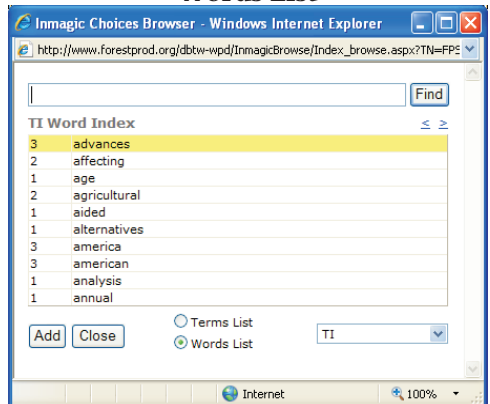 Words List
Inmagic Choices Browser - Windows Internet Explorer
http://www.forestprod.org/dbtw-wpd/InmagicBrowse/Index_browse.aspx?TN=FPS
Find
TI Word Index < >
3 advances
2 affecting
1 age
2 agricultural
1 aided
1 alternatives
3 america
3 american
1 analysis
1 annual
Add Close Terms List TI
Words List
Internet 100%